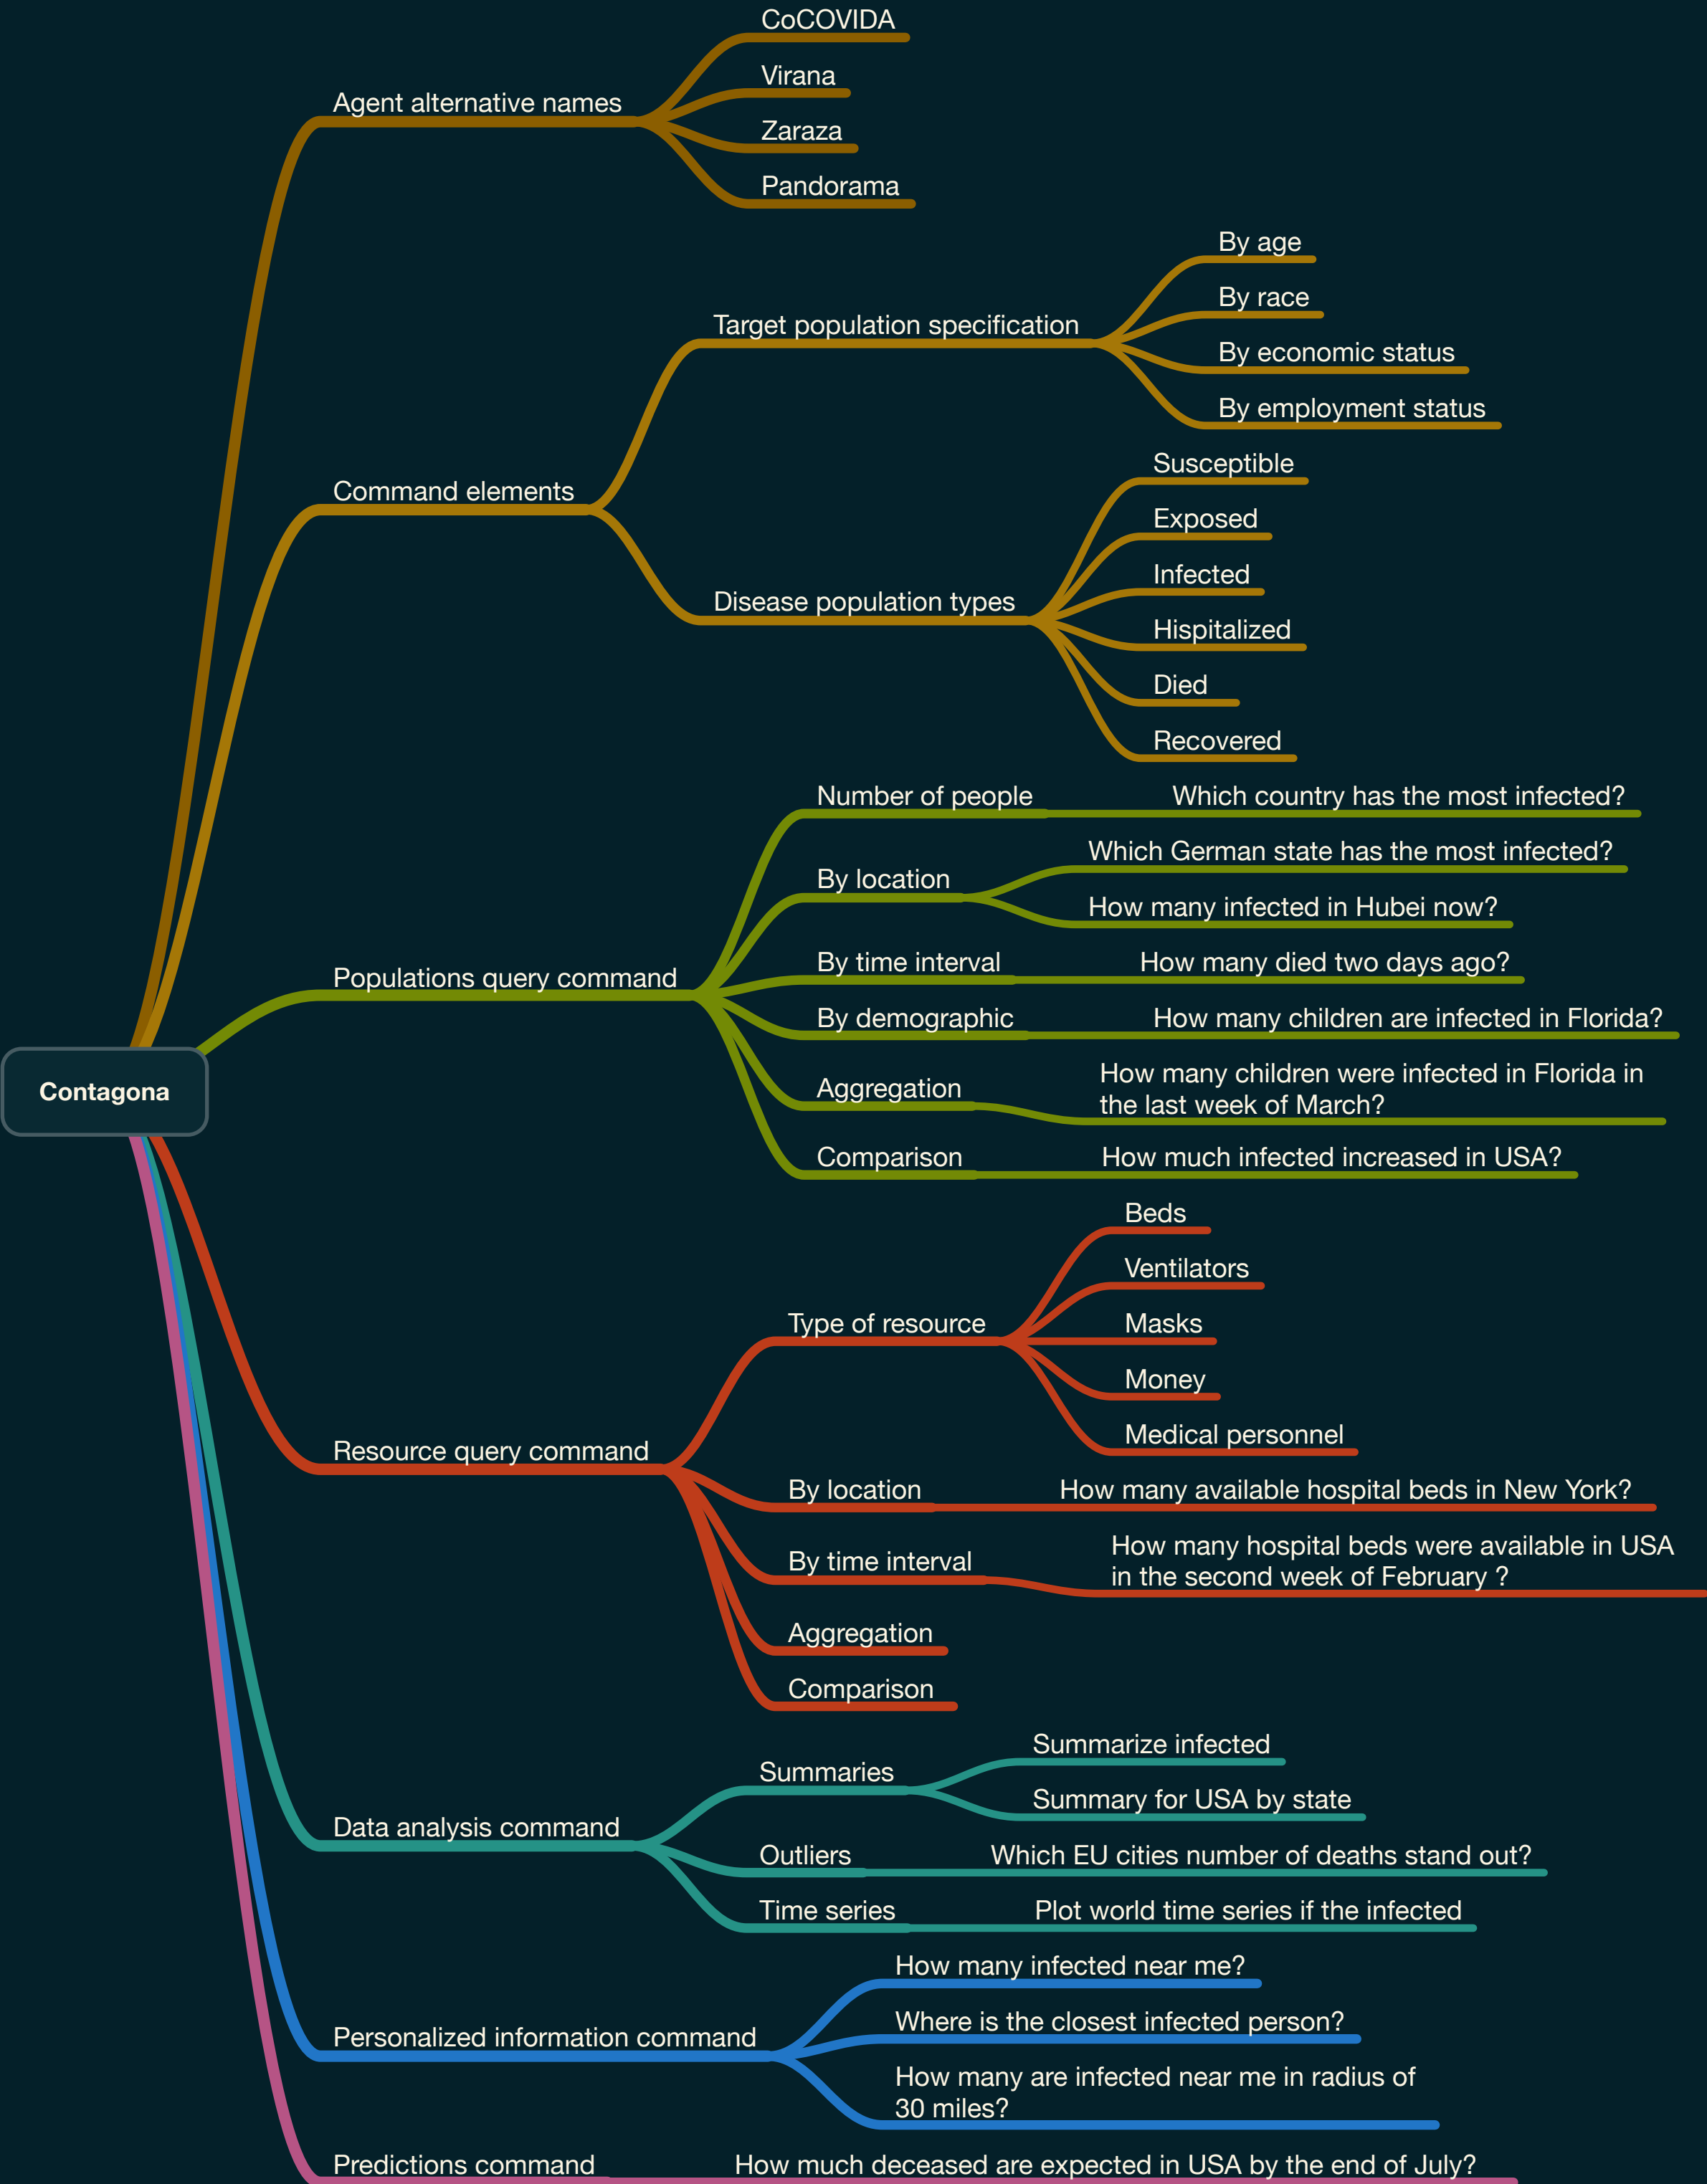 CoCOVIDA
Virana
Agent alternative names
Zaraza
Pandorama
By age
By race
Target population specification
By economic status
By employment status
Susceptible
Command elements
Exposed
Infected
Disease population types
Hispitalized
Died
Recovered
Number of people
Which country has the most infected?
Which German state has the most infected?
By location
How many infected in Hubei now?
By time interval
How many died two days ago?
Populations query command
By demographic
How many children are infected in Florida?
Contagona
Aggregation
How many children were infected in Florida in
the last week of March?
Comparison
How much infected increased in USA?
Beds
Ventilators
Type of resource
Masks
Money
Medical personnel
Resource query command
By location
How many available hospital beds in New York?
By time interval
How many hospital beds were available in USA
in the second week of February ?
Aggregation
Comparison
Summarize infected
Summaries
Summary for USA by state
Data analysis command
Outliers
Which EU cities number of deaths stand out?
Time series
Plot world time series if the infected
How many infected near me?
Where is the closest infected person?
Personalized information command
How many are infected near me in radius of
30 miles?
Predictions command
How much deceased are expected in USA by the end of July?